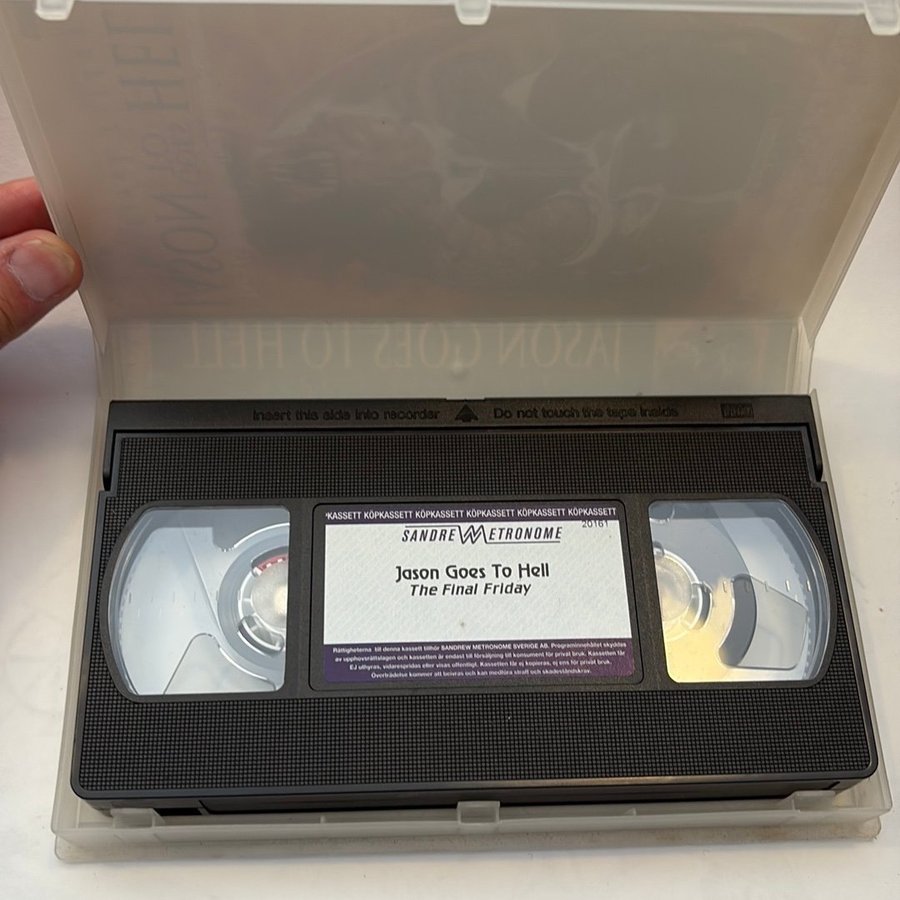 JASON GOES TO HELL
Insert this side into recorder ▲ Do not touch the tape inside
'KASSETT KÖPKASSETT KÖPKASSETT KÖPKASSETT KÖPKASSETT KÖPKASSETT
20161
SANDREW METRONOME
Jason Goes To Hell
The Final Friday
Rättigheterna till denna kassett tillhör SANDREW METRONOME SVERIGE AB. Programinnehållet skyddas
av upphovsrättslagen och kassetten är endast till försäljning till konsument för privat bruk. Kassetten får
EJ uthyras, vidarespridas eller visas offentligt. Kassetten får ej kopieras, ej ens för privat bruk.
Överträdelse kommer att beivras och kan medföra straff och skadeståndskrav.